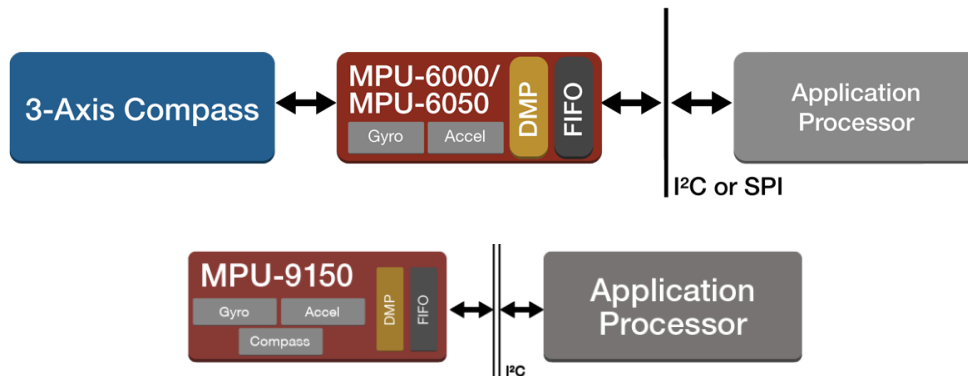 3-Axis Compass
MPU-6000/
MPU-6050
Gyro
Accel
DMP
FIFO
I²C or SPI
Application
Processor
MPU-9150
Gyro
Accel
Compass
DMP
FIFO
I²C
Application
Processor